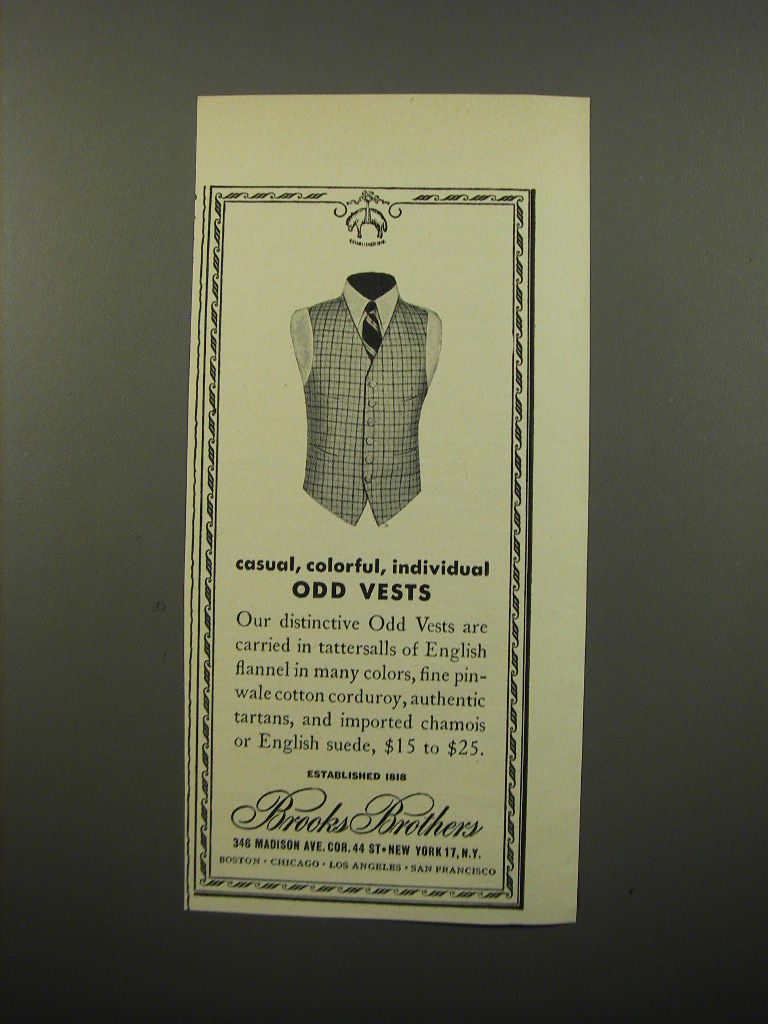 ESTABLISHED 1818
casual, colorful, individual
ODD VESTS
Our distinctive Odd Vests are
carried in tattersalls of English
flannel in many colors, fine pin-
wale cotton corduroy, authentic
tartans, and imported chamois
or English suede, $15 to $25.
ESTABLISHED 1818
Brooks Brothers
346 MADISON AVE. COR. 44 ST • NEW YORK 17, N.Y.
BOSTON • CHICAGO • LOS ANGELES • SAN FRANCISCO